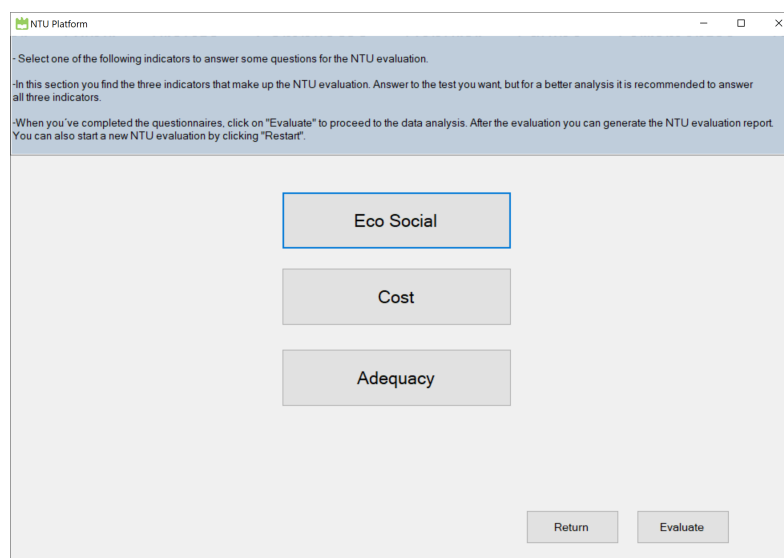 NTU Platform
- Select one of the following indicators to answer some questions for the NTU evaluation.
-In this section you find the three indicators that make up the NTU evaluation. Answer to the test you want, but for a better analysis it is recommended to answer
all three indicators.
-When you´ve completed the questionnaires, click on "Evaluate" to proceed to the data analysis. After the evaluation you can generate the NTU evaluation report.
You can also start a new NTU evaluation by clicking "Restart".
Eco Social
Cost
Adequacy
Return
Evaluate